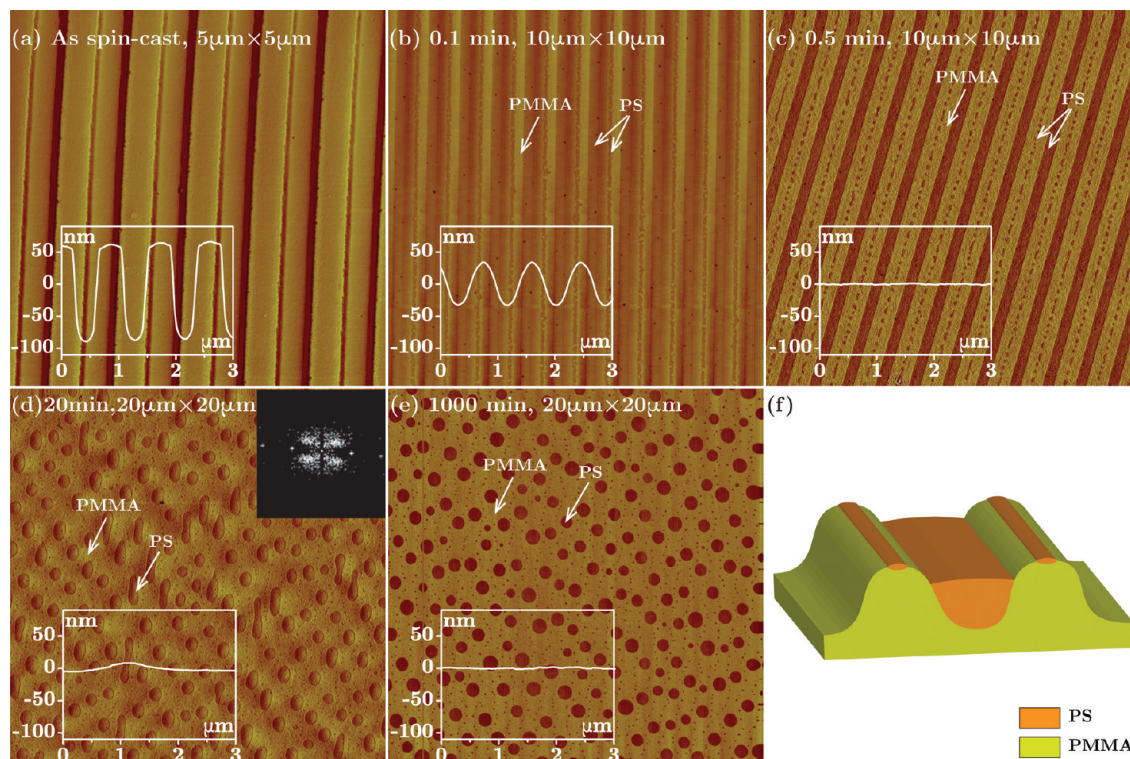 (a) As spin-cast, 5μm×5μm
nm
50
0
-50
-100
μm
0 1 2 3
(b) 0.1 min, 10μm×10μm
PMMA PS
nm
50
0
-50
-100
μm
0 1 2 3
(c) 0.5 min, 10μm×10μm
PMMA
PS
nm
50
0
-50
-100
μm
0 1 2 3
(d)20min,20μm×20μm
PMMA
PS
nm
50
0
-50
-100
μm
0 1 2 3
(e) 1000 min, 20μm×20μm
PMMA PS
nm
50
0
-50
-100
μm
0 1 2 3
(f)
PS
PMMA